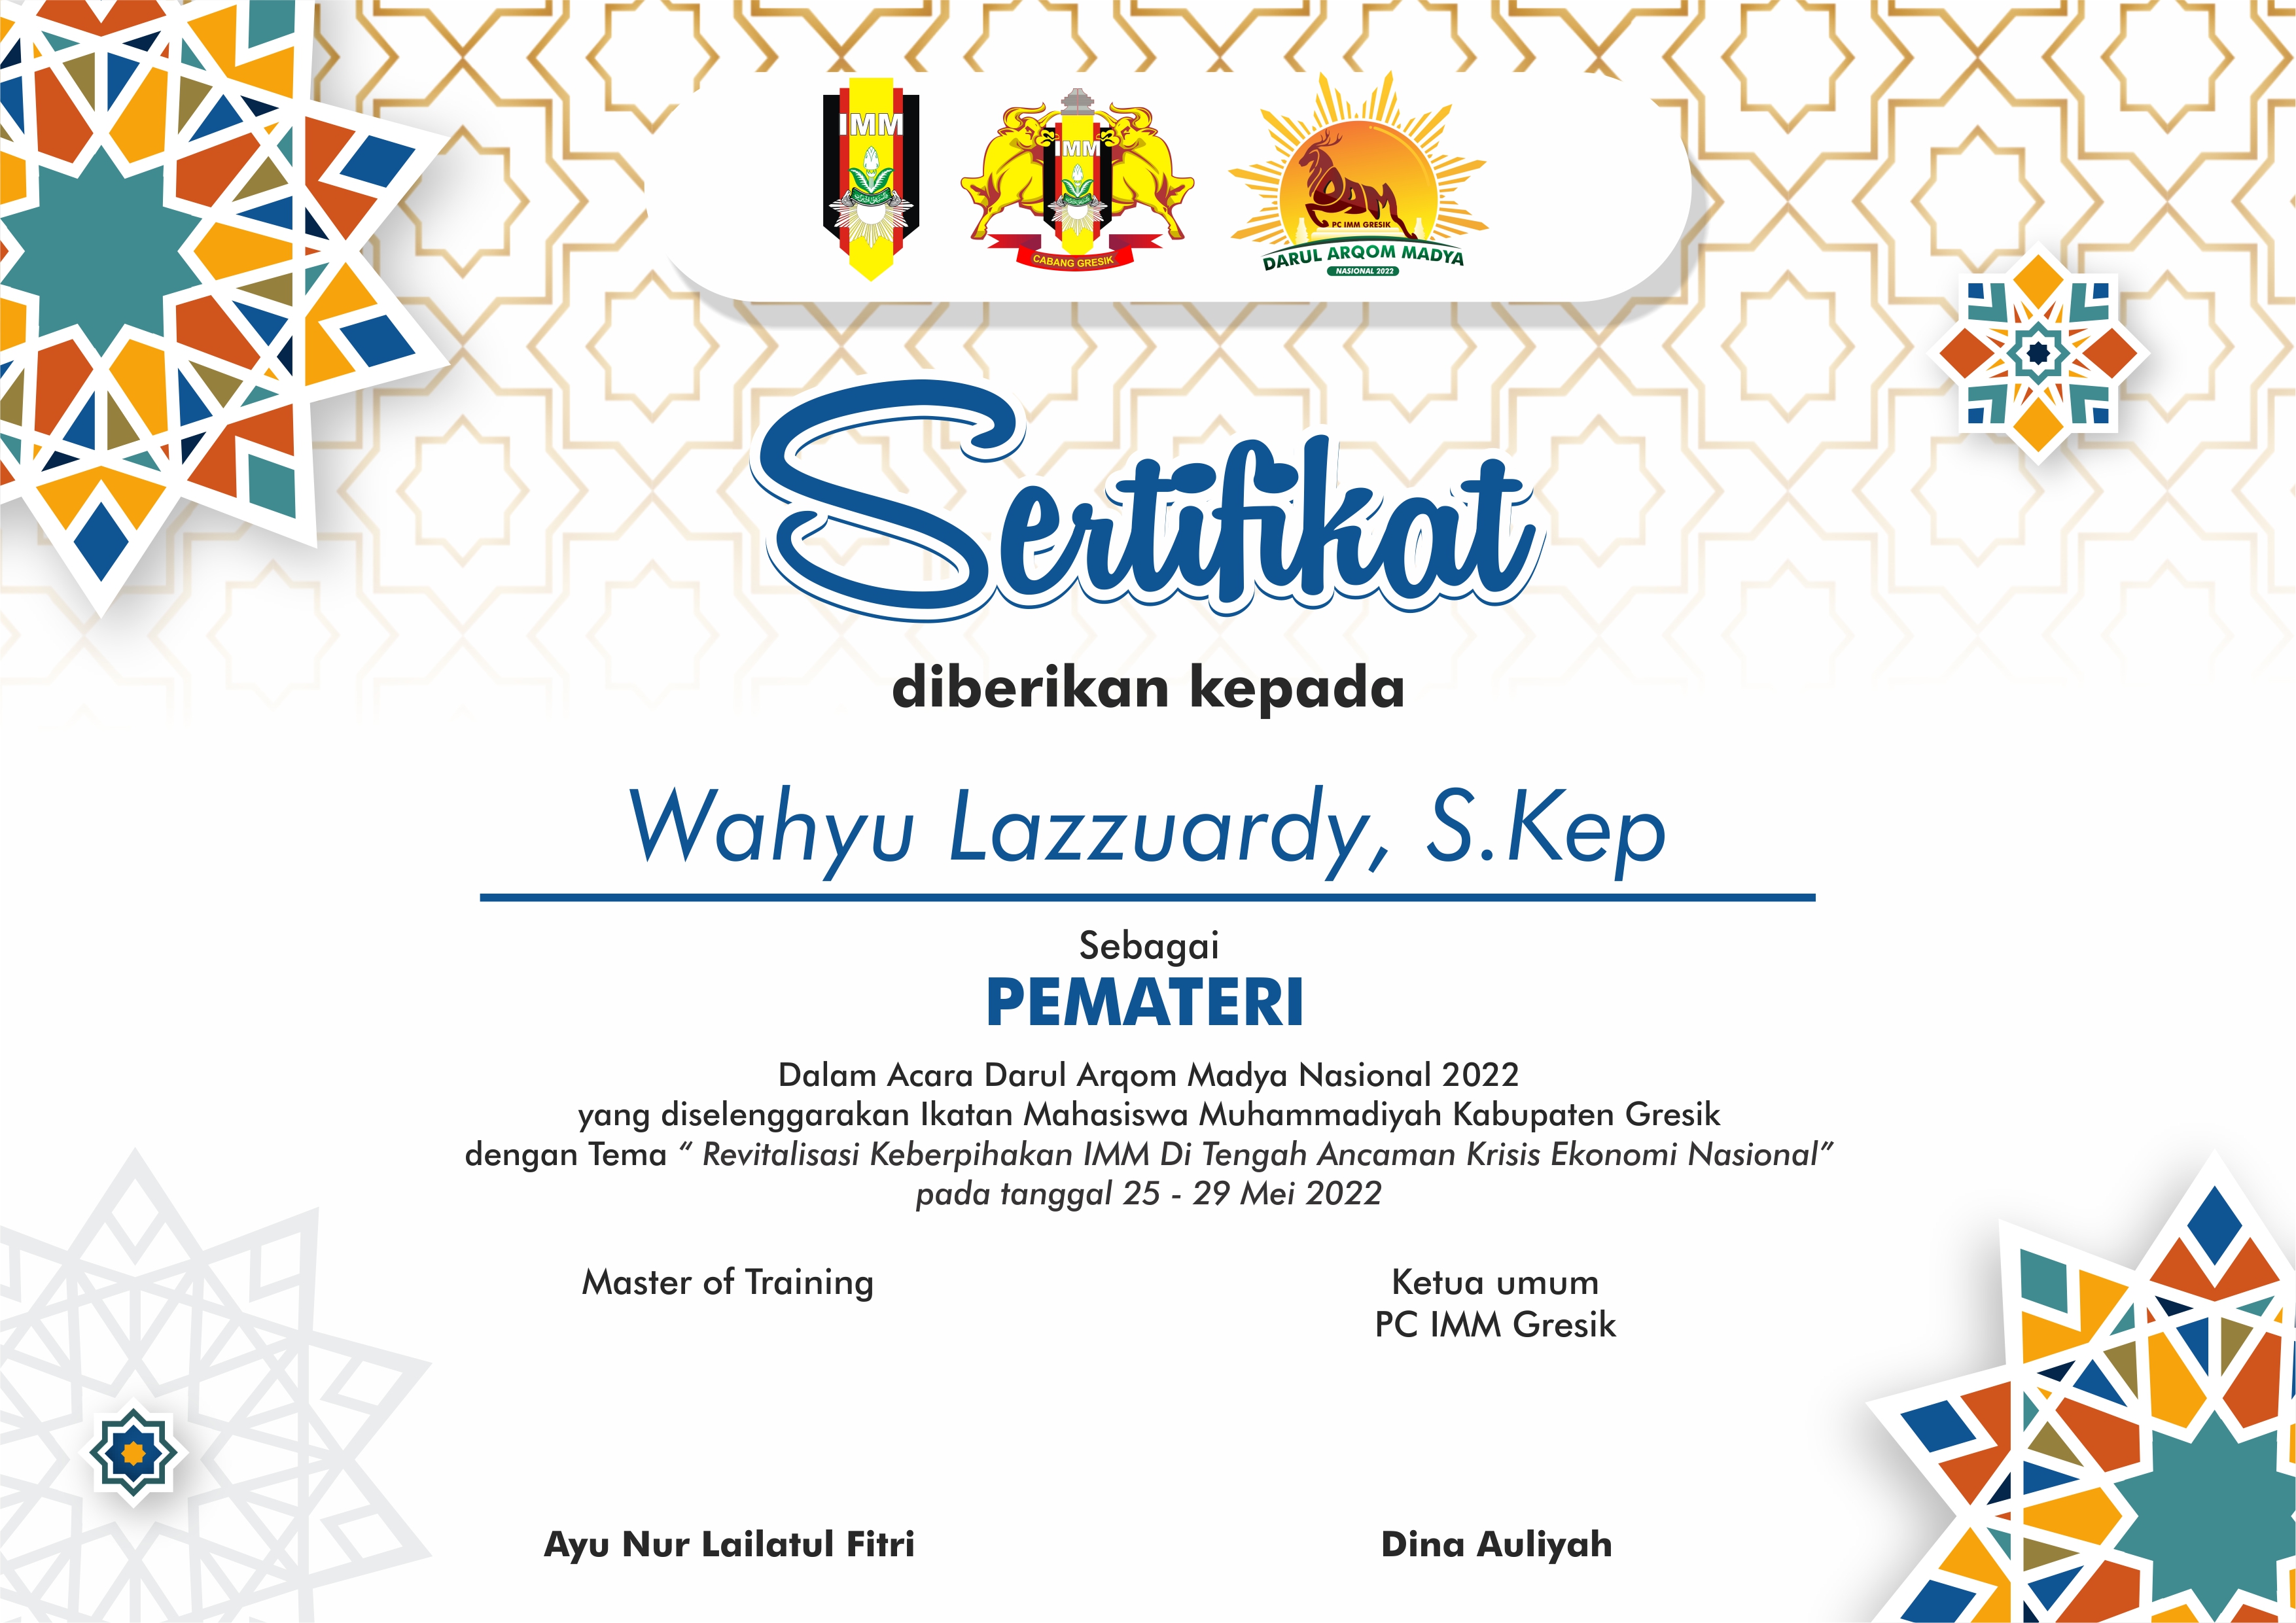 IMM
IMM
CABANG GRESIK
DAM
PC IMM GRESIK
DARUL ARQOM MADYA
NASIONAL 2022
Sertifikat
diberikan kepada
Wahyu Lazzuardy, S.Kep
Sebagai
PEMATERI
Dalam Acara Darul Arqom Madya Nasional 2022
yang diselenggarakan Ikatan Mahasiswa Muhammadiyah Kabupaten Gresik
dengan Tema “ Revitalisasi Keberpihakan IMM Di Tengah Ancaman Krisis Ekonomi Nasional”
pada tanggal 25 - 29 Mei 2022
Master of Training
Ketua umum
PC IMM Gresik
Ayu Nur Lailatul Fitri
Dina Auliyah